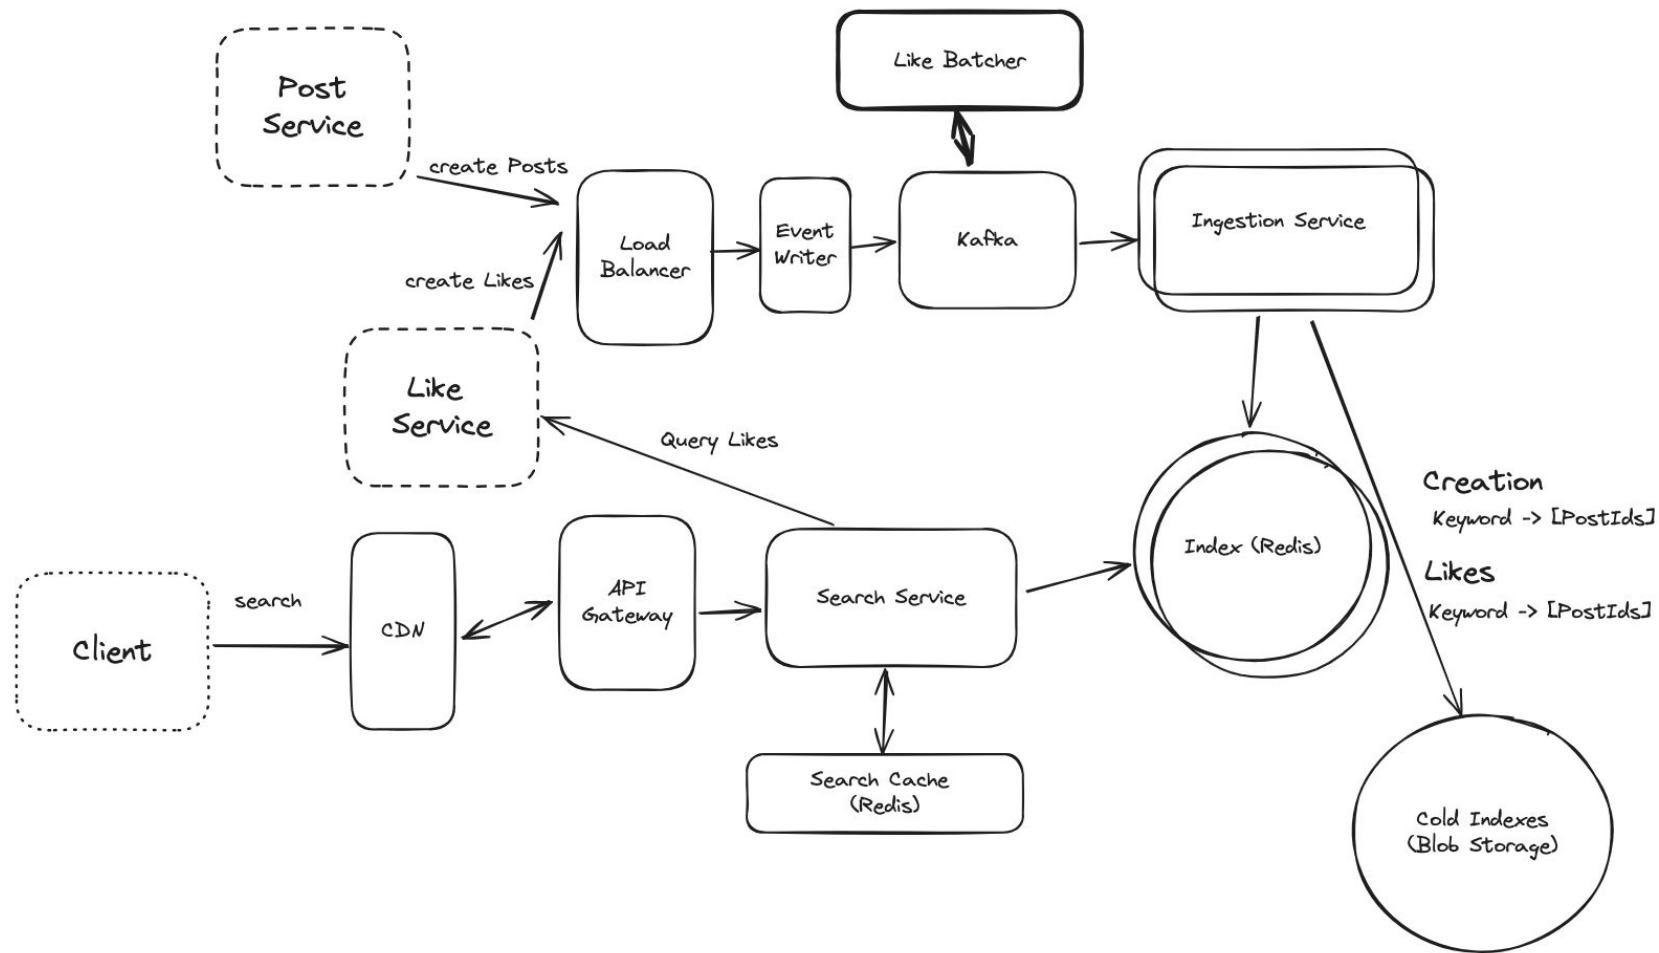 Post
Service
create Posts
create Likes
Like
Service
Load
Balancer
Event
Writer
Like Batcher
Kafka
Ingestion Service
Query Likes
Client
search
CDN
API
Gateway
Search Service
Search Cache
(Redis)
Index (Redis)
Creation
Keyword -> [PostIds]
Likes
Keyword -> [PostIds]
Cold Indexes
(Blob Storage)